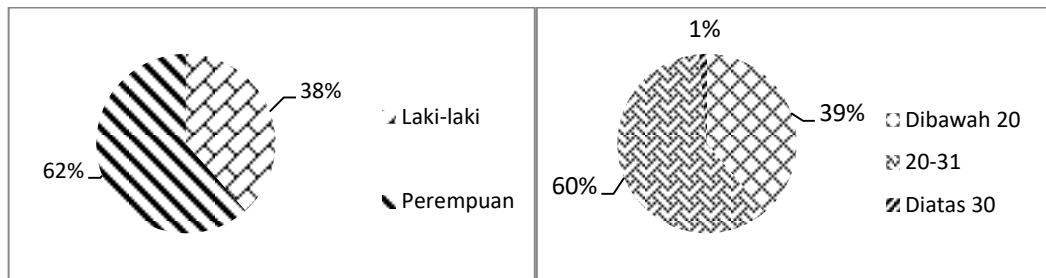 38%
62%
Laki-laki
Perempuan
1%
39%
60%
Dibawah 20
20-31
Diatas 30